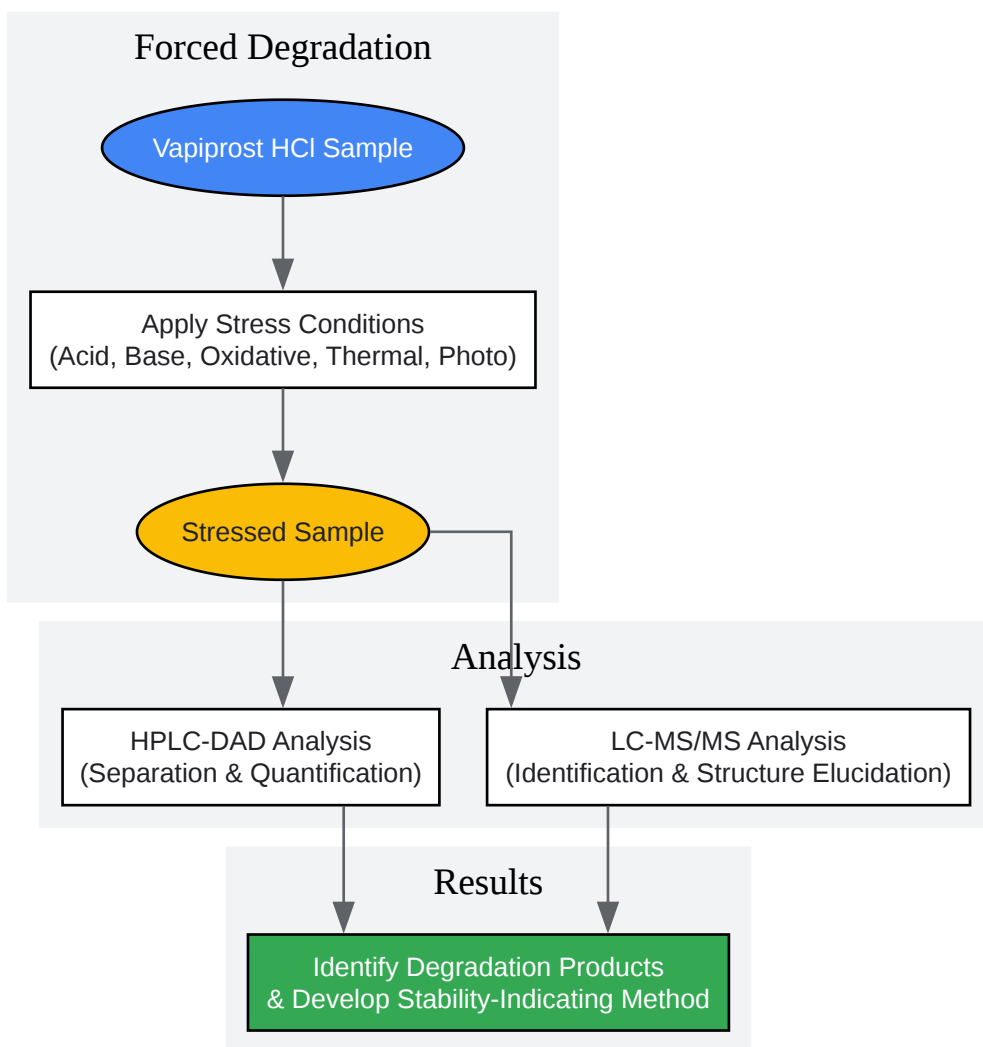 Forced Degradation
Vapiprost HCl Sample
Apply Stress Conditions
(Acid, Base, Oxidative, Thermal, Photo)
Stressed Sample
Analysis
HPLC-DAD Analysis
(Separation & Quantification)
LC-MS/MS Analysis
(Identification & Structure Elucidation)
Results
Identify Degradation Products
& Develop Stability-Indicating Method